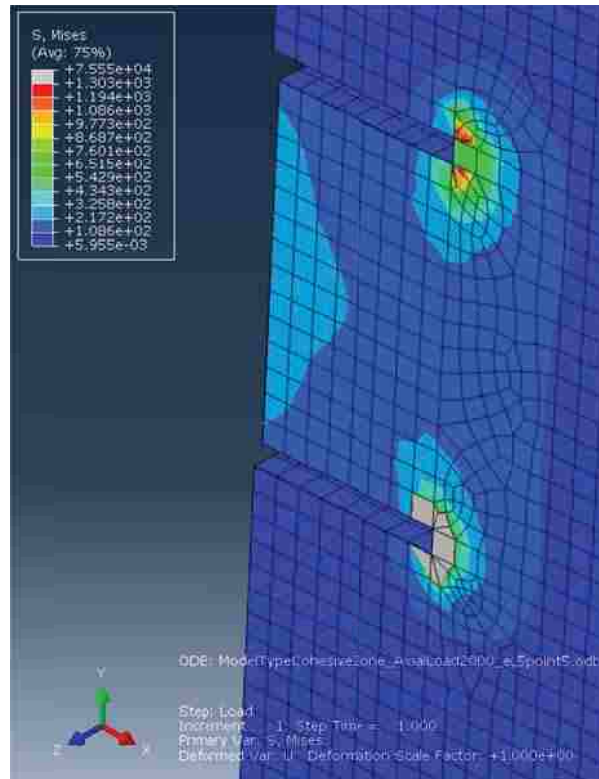 S, Mises
(Avg: 75%)
+7.555e+04
+1.303e+03
+1.194e+03
+1.086e+03
+9.773e+02
+8.687e+02
+7.601e+02
+6.515e+02
+5.429e+02
+4.343e+02
+3.258e+02
+2.172e+02
+1.086e+02
+5.955e-03
Y
Z
X
Step: Load
Increment 1: Step Time = 1.000
Primary Var: S, Mises
Deformed Var: U Deformation Scale Factor: +1.000e+00